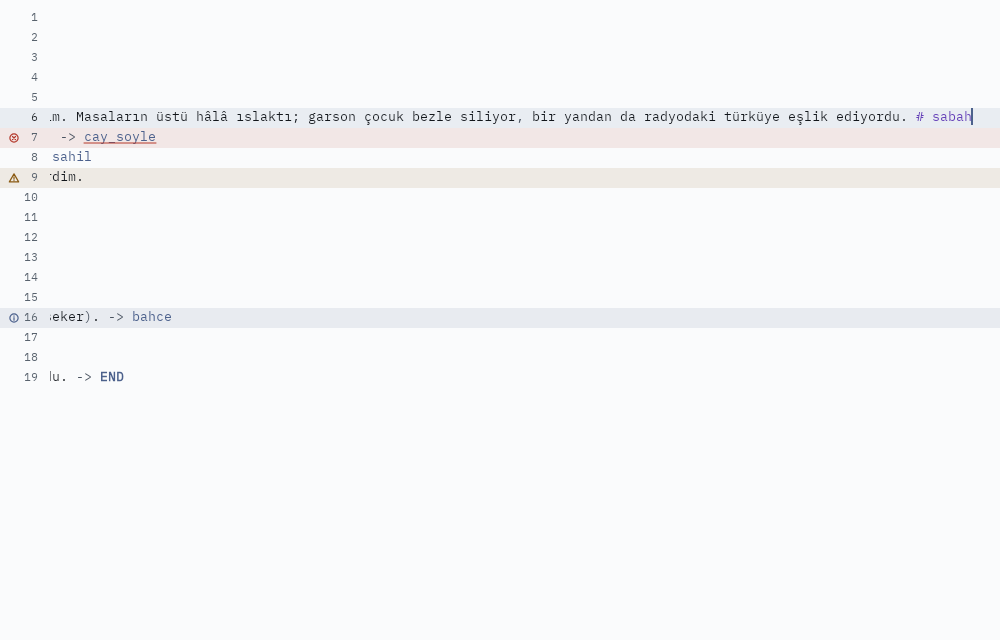 1
2
3
4
5
6 m. Masaların üstü hâlâ ıslaktı; garson çocuk bezle siliyor, bir yandan da radyodaki türküye eşlik ediyordu. # sabah
7 -> cay_soyle
8 sahil
9 dim.
10
11
12
13
14
15
16 eker). -> bahce
17
18
19 u. -> END